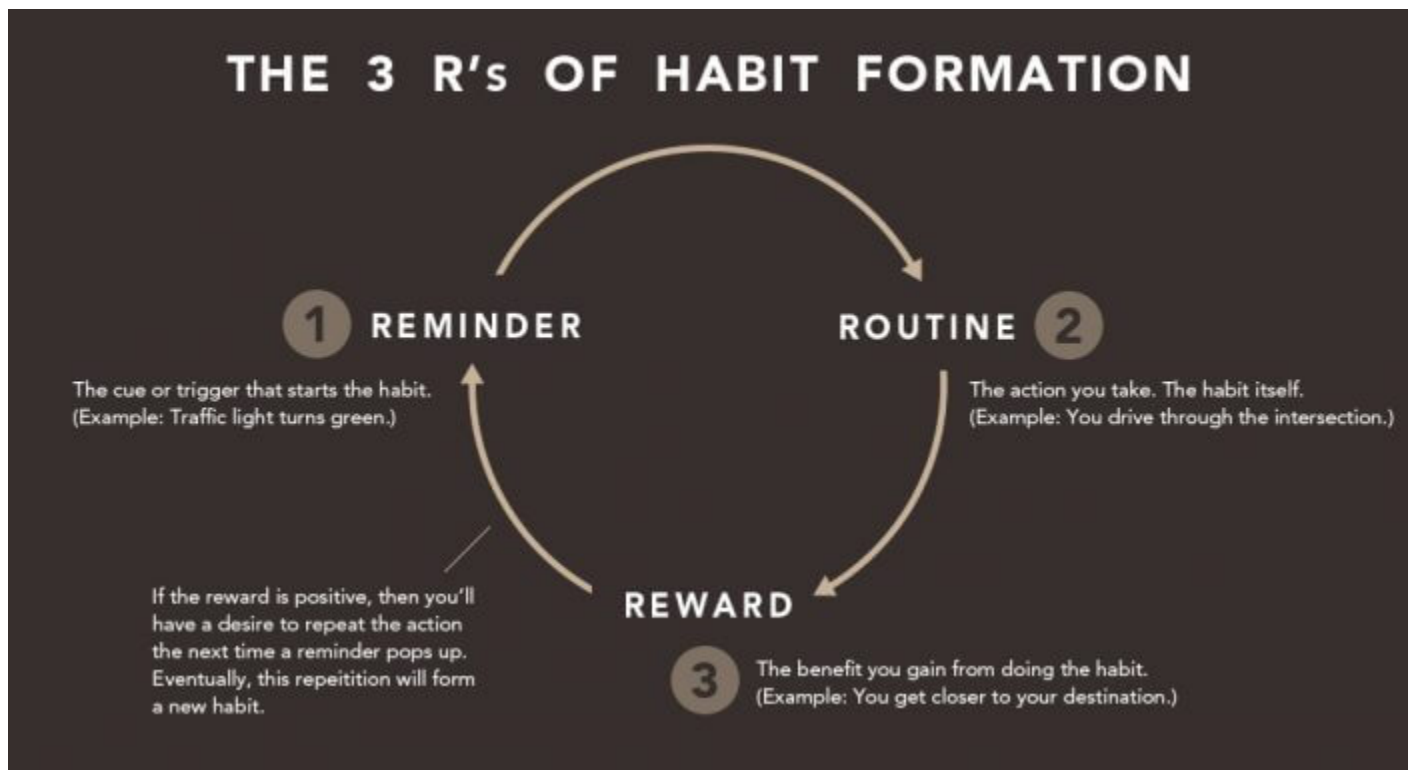 THE 3 R's OF HABIT FORMATION
1 REMINDER
The cue or trigger that starts the habit.
(Example: Traffic light turns green.)
ROUTINE 2
The action you take. The habit itself.
(Example: You drive through the intersection.)
REWARD
3
The benefit you gain from doing the habit.
(Example: You get closer to your destination.)
If the reward is positive, then you'll
have a desire to repeat the action
the next time a reminder pops up.
Eventually, this repeitition will form
a new habit.